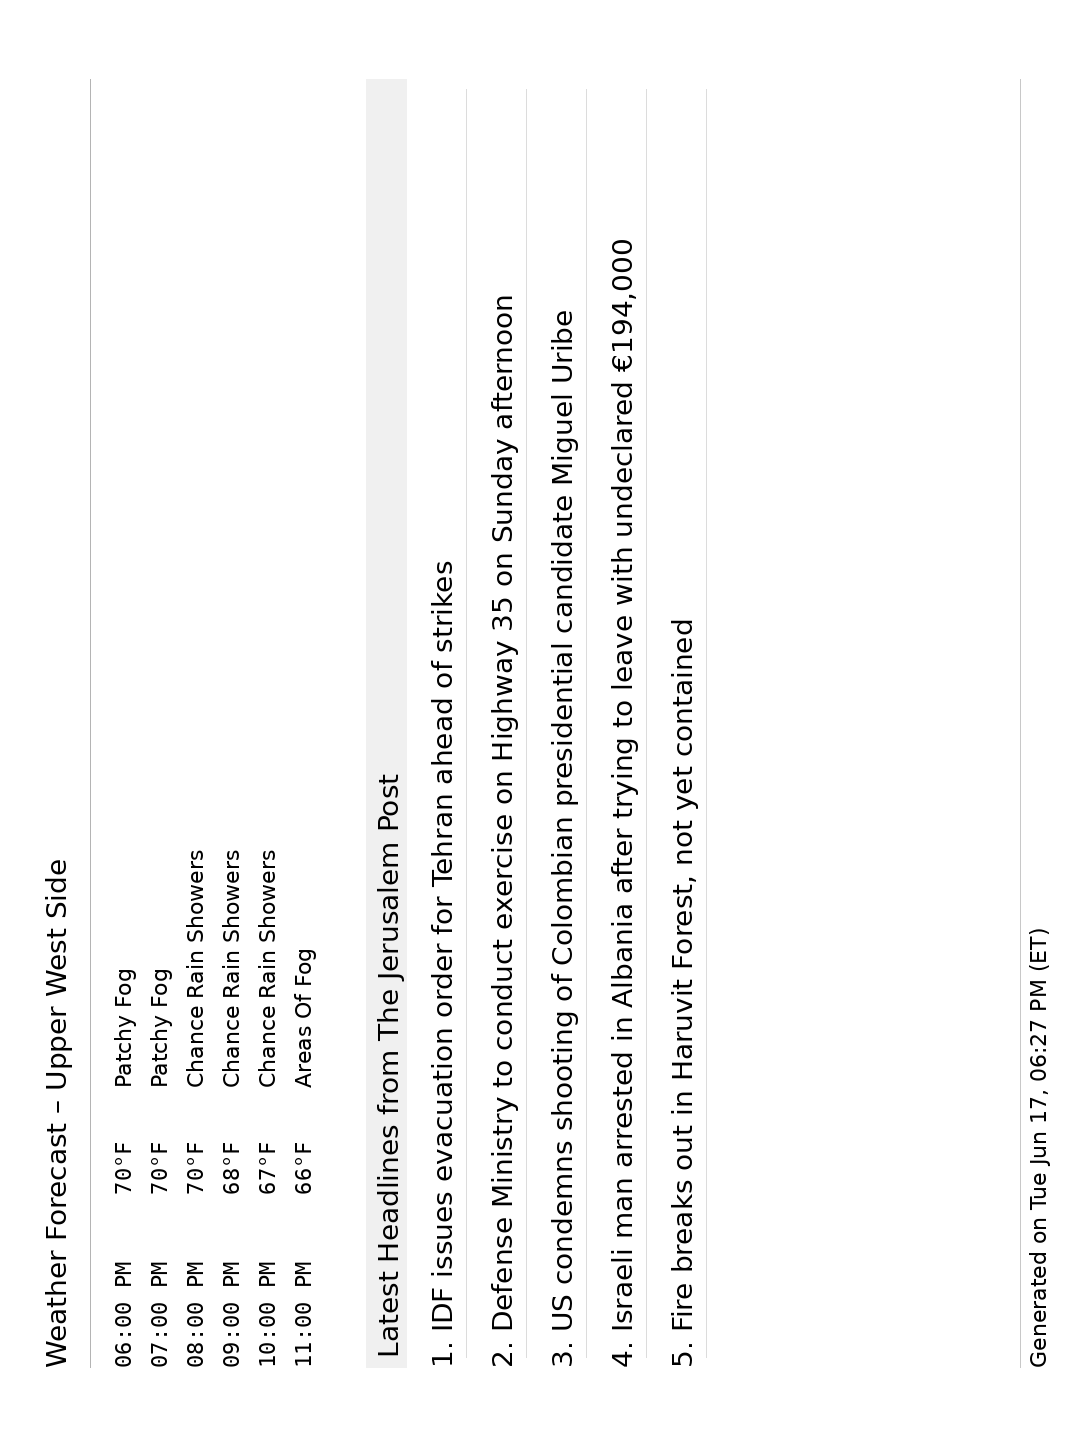 Weather Forecast – Upper West Side
06:00 PM 70°F Patchy Fog
07:00 PM 70°F Patchy Fog
08:00 PM 70°F Chance Rain Showers
09:00 PM 68°F Chance Rain Showers
10:00 PM 67°F Chance Rain Showers
11:00 PM 66°F Areas Of Fog
Latest Headlines from The Jerusalem Post
1. IDF issues evacuation order for Tehran ahead of strikes
2. Defense Ministry to conduct exercise on Highway 35 on Sunday afternoon
3. US condemns shooting of Colombian presidential candidate Miguel Uribe
4. Israeli man arrested in Albania after trying to leave with undeclared €194,000
5. Fire breaks out in Haruvit Forest, not yet contained
Generated on Tue Jun 17, 06:27 PM (ET)